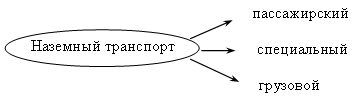 пассажирский
Наземный транспорт
специальный
грузовой